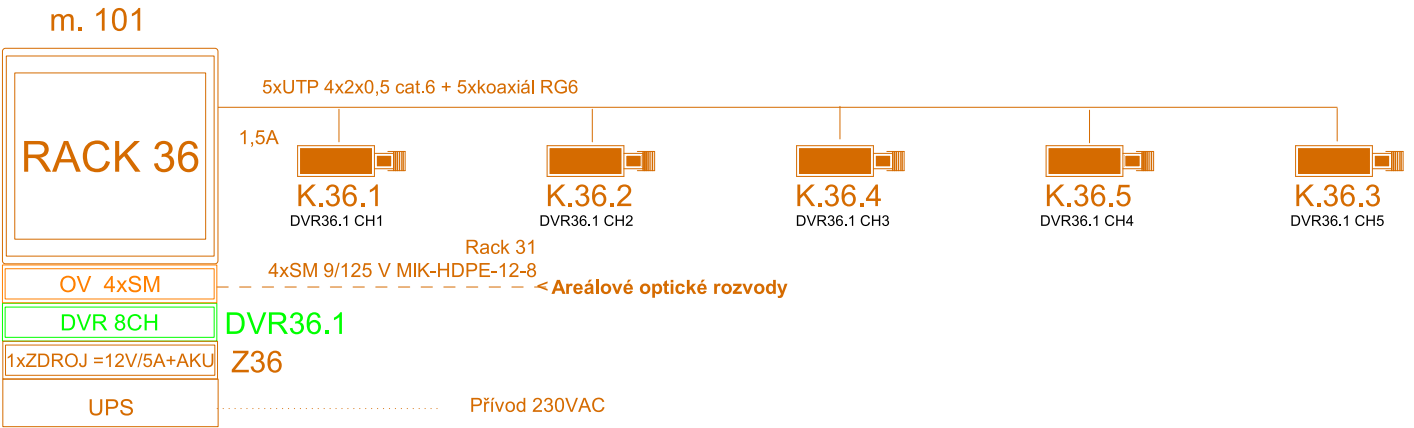 m. 101
5xUTP 4x2x0,5 cat.6 + 5xkoaxiál RG6
RACK 36
1,5A
K.36.1
DVR36.1 CH1
K.36.2
DVR36.1 CH2
K.36.4
DVR36.1 CH3
K.36.5
DVR36.1 CH4
K.36.3
DVR36.1 CH5
Rack 31
4xSM 9/125 V MIK-HDPE-12-8
OV 4xSM
Areálové optické rozvody
DVR 8CH
DVR36.1
1xZDROJ =12V/5A+AKU
Z36
UPS
Přívod 230VAC